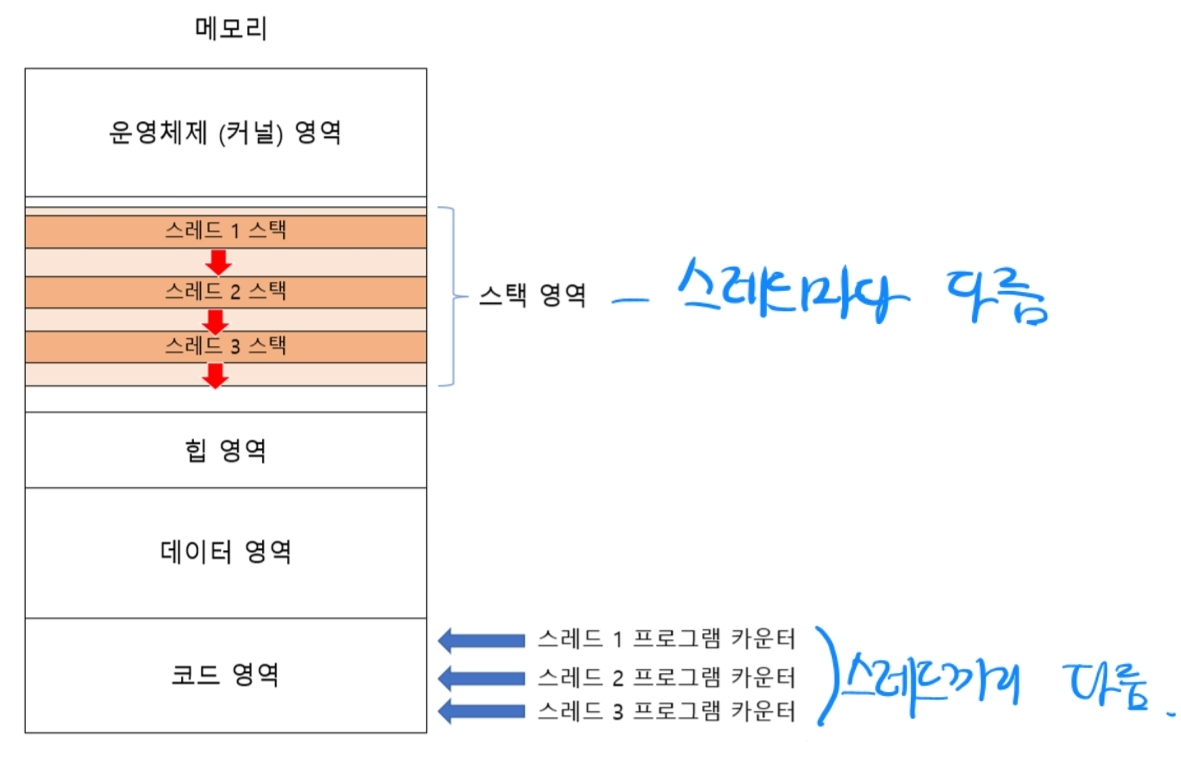 메모리
운영체제 (커널) 영역
스레드 1 스택
스레드 2 스택
스레드 3 스택
스택 영역 - 스레드마다 다름
힙 영역
데이터 영역
코드 영역
스레드 1 프로그램 카운터
스레드 2 프로그램 카운터
스레드 3 프로그램 카운터
스레드끼리 다름.